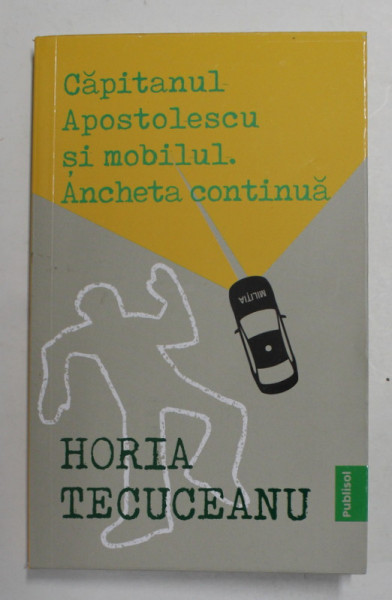 Căpitanul
Apostolescu
și mobilul.
Ancheta continuă
MILIȚIA
HORIA
TECUCEANU
Publisol